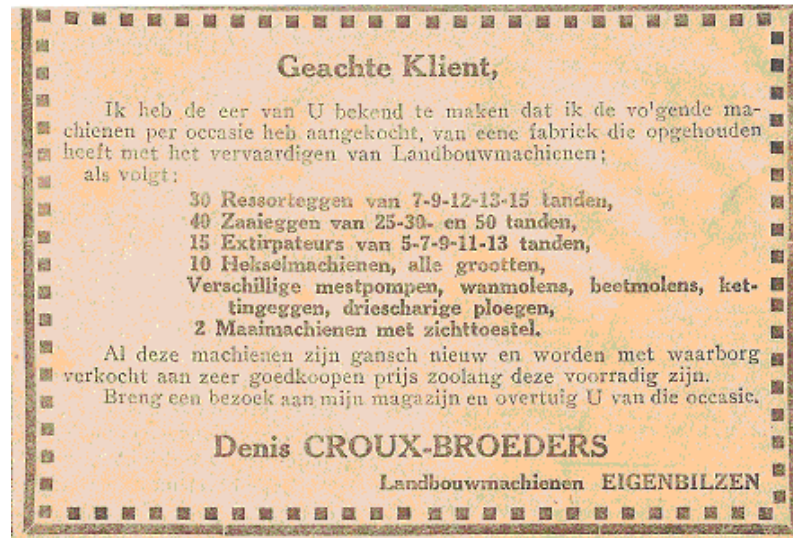 Geachte Klient,
Ik heb de eer van U bekend te maken dat ik de vo'gende ma-
chienen per occasie heb aangekocht, van eene fabriek die opgehouden
heeft met het vervaardigen van Landbouwmachienen;
als volgt:
30 Ressorteggen van 7-9-12-13-15 tanden,
40 Zaaieggen van 25-30- en 50 tanden,
15 Extirpateurs van 5-7-9-11-13 tanden,
10 Hekselmachienen, alle grootten,
Verschillige mestpompen, wanmolens, beetmolens, ket-
tingeggen, driescharige ploegen,
2 Maaimachienen met zichttoestel.
Al deze machienen zijn gansch nieuw en worden met waarborg
verkocht aan zeer goedkoopen prijs zoolang deze voorradig zijn.
Breng een bezoek aan mijn magazijn en overtuig U van die occasie.
Denis CROUX-BROEDERS
Landbouwmachienen EIGENBILZEN